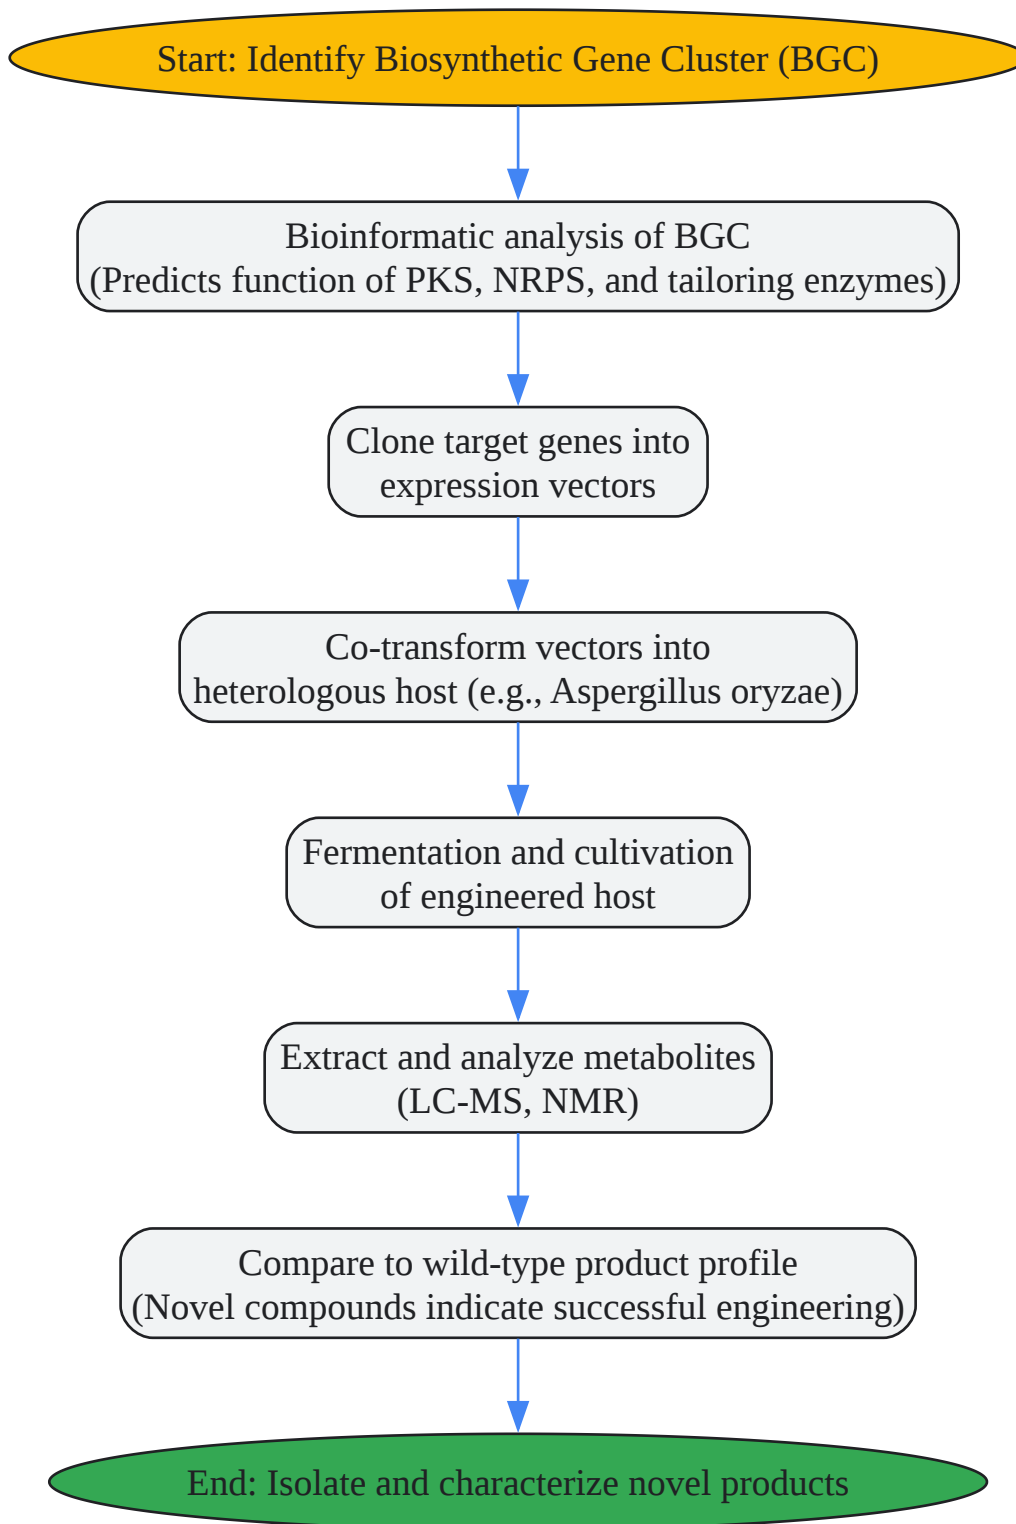 Start: Identify Biosynthetic Gene Cluster (BGC)
Bioinformatic analysis of BGC
(Predicts function of PKS, NRPS, and tailoring enzymes)
Clone target genes into
expression vectors
Co-transform vectors into
heterologous host (e.g., Aspergillus oryzae)
Fermentation and cultivation
of engineered host
Extract and analyze metabolites
(LC-MS, NMR)
Compare to wild-type product profile
(Novel compounds indicate successful engineering)
End: Isolate and characterize novel products